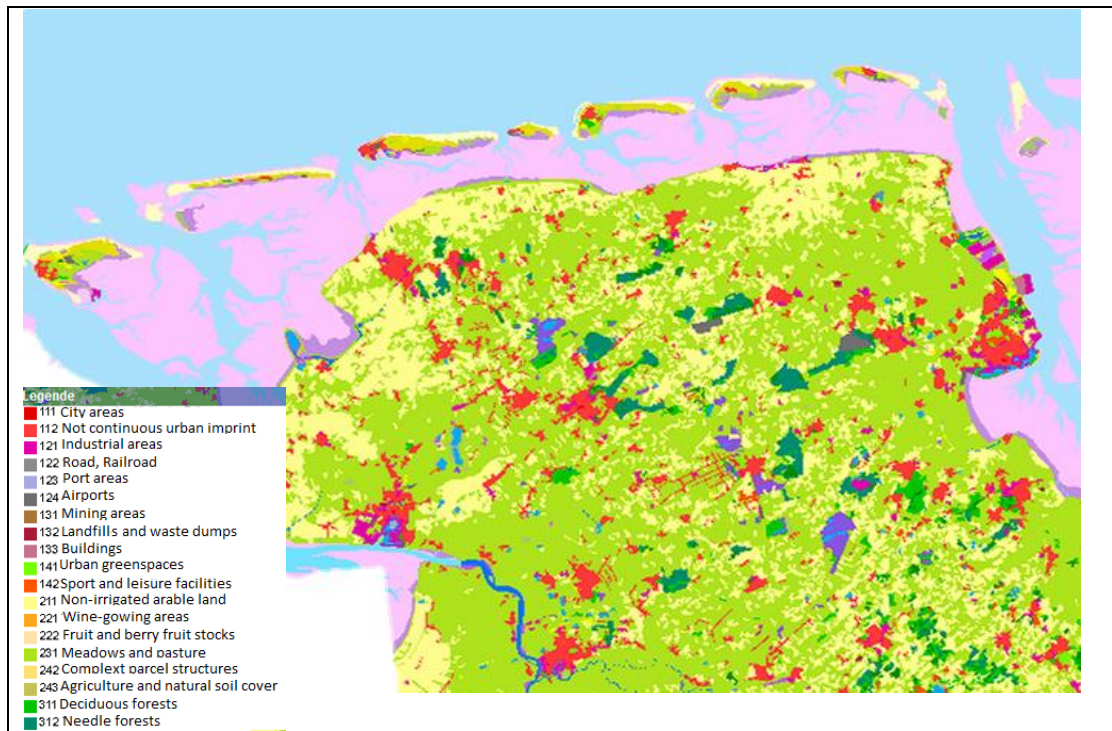 Legende
111 City areas
112 Not continuous urban imprint
121 Industrial areas
122 Road, Railroad
123 Port areas
124 Airports
131 Mining areas
132 Landfills and waste dumps
133 Buildings
141 Urban greenspaces
142 Sport and leisure facilities
211 Non-irrigated arable land
221 Wine-gowing areas
222 Fruit and berry fruit stocks
231 Meadows and pasture
242 Complext parcel structures
243 Agriculture and natural soil cover
311 Deciduous forests
312 Needle forests